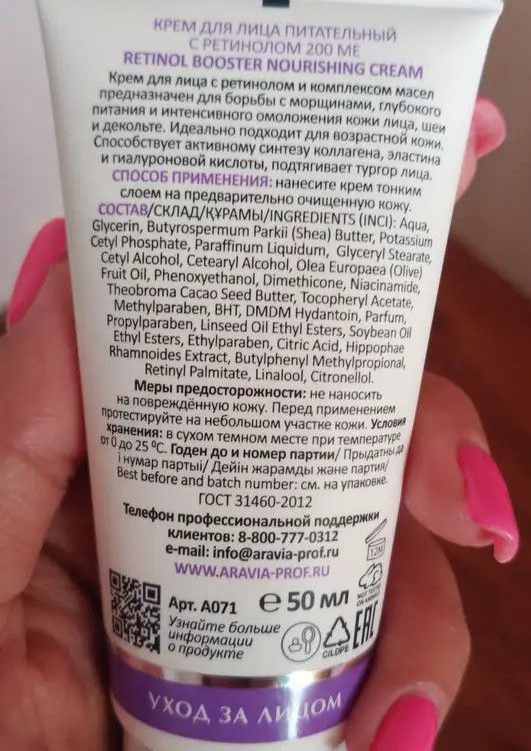 КРЕМ ДЛЯ ЛИЦА ПИТАТЕЛЬНЫЙ
С РЕТИНОЛОМ 200 МЕ
RETINOL BOOSTER NOURISHING CREAM
Крем для лица с ретинолом и комплексом масел
предназначен для борьбы с морщинами, глубокого
питания и интенсивного омоложения кожи лица, шеи
и декольте. Идеально подходит для возрастной кожи.
Способствует активному синтезу коллагена, эластина
и гиалуроновой кислоты, подтягивает тургор лица.
СПОСОБ ПРИМЕНЕНИЯ: нанесите крем тонким
слоем на предварительно очищенную кожу.
СОСТАВ/СКЛАД/ҚҰРАМЫ/INGREDIENTS (INCI): Aqua,
Glycerin, Butyrospermum Parkii (Shea) Butter, Potassium
Cetyl Phosphate, Paraffinum Liquidum, Glyceryl Stearate,
Cetyl Alcohol, Cetearyl Alcohol, Olea Europaea (Olive)
Fruit Oil, Phenoxyethanol, Dimethicone, Niacinamide,
Theobroma Cacao Seed Butter, Tocopheryl Acetate,
Methylparaben, BHT, DMDM Hydantoin, Parfum,
Propylparaben, Linseed Oil Ethyl Esters, Soybean Oil
Ethyl Esters, Ethylparaben, Citric Acid, Hippophae
Rhamnoides Extract, Butylphenyl Methylpropional,
Retinyl Palmitate, Linalool, Citronellol.
Меры предосторожности: не наносить
на повреждённую кожу. Перед применением
протестируйте на небольшом участке кожи. Условия
хранения: в сухом темном месте при температуре
от 0 до 25 ⁰С. Годен до и номер партии/ Прыдатны да
і нумар партыі/ Дейін жарамды және партия/
Best before and batch number: см. на упаковке.
ГОСТ 31460-2012
Телефон профессиональной поддержки
клиентов: 8-800-777-0312
e-mail: info@aravia-prof.ru
WWW.ARAVIA-PROF.RU
12M
NOT TESTED
ON ANIMALS
Арт. А071
℮ 50 мл
Узнайте больше
информации
о продукте
C/LDPE
EAC
УХОД ЗА ЛИЦОМ